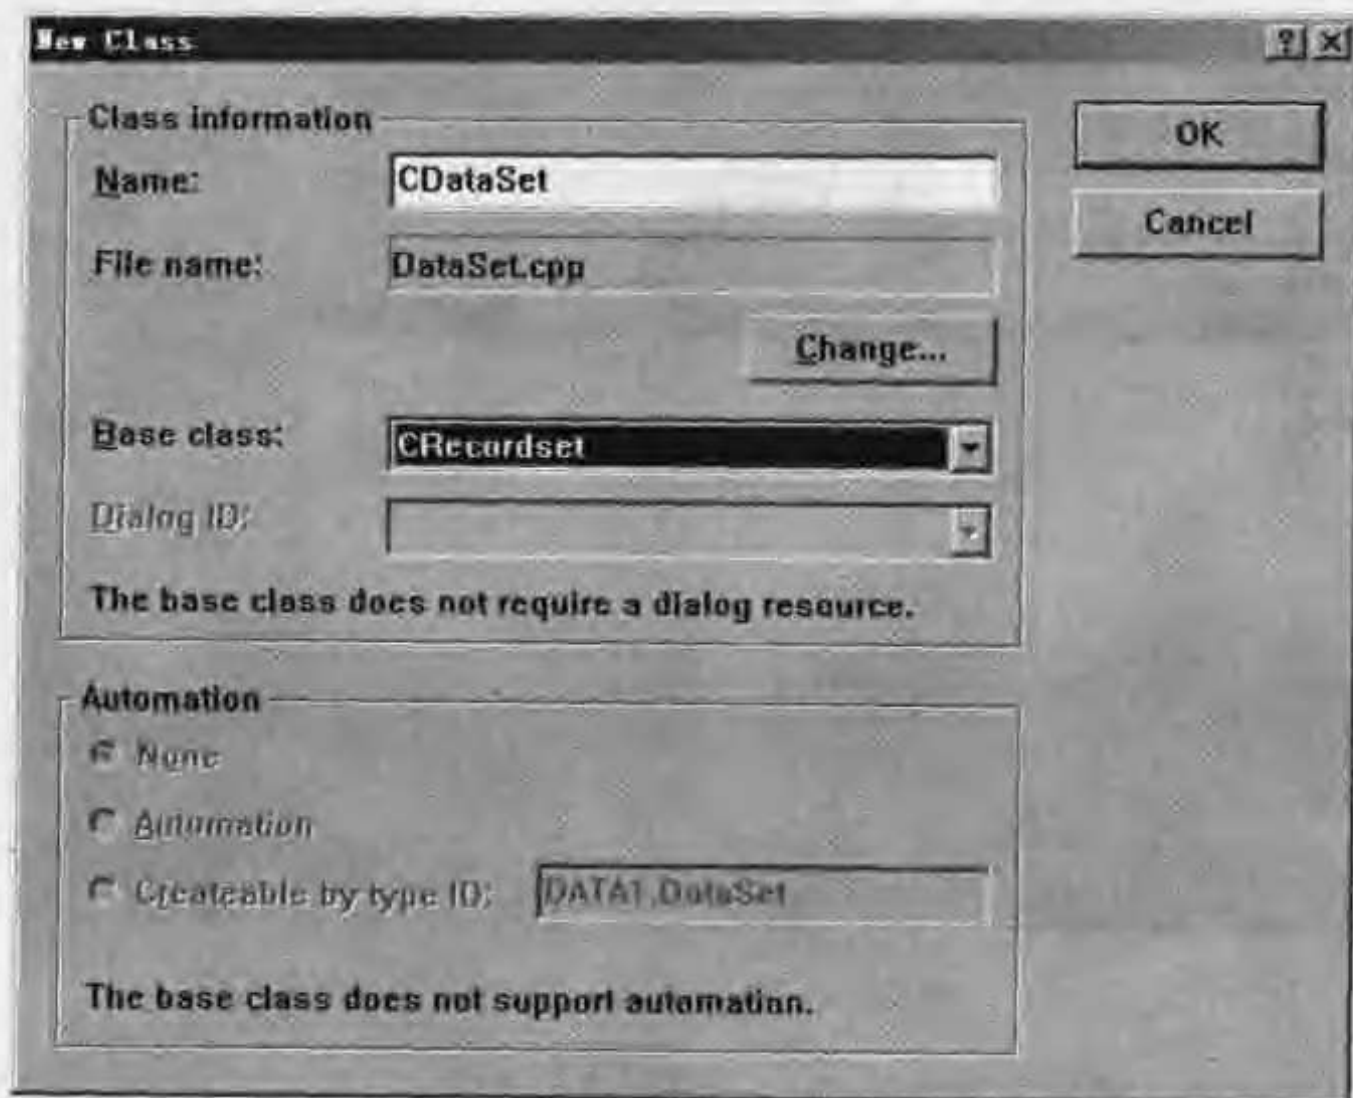 New Class
Class information
Name: CDataSet
File name: DataSet.cpp
Change...
Base class: CRecordset
Dialog ID:
The base class does not require a dialog resource.
OK
Cancel
Automation
None
Automation
Createable by type ID: DATA1.DataSet
The base class does not support automation.